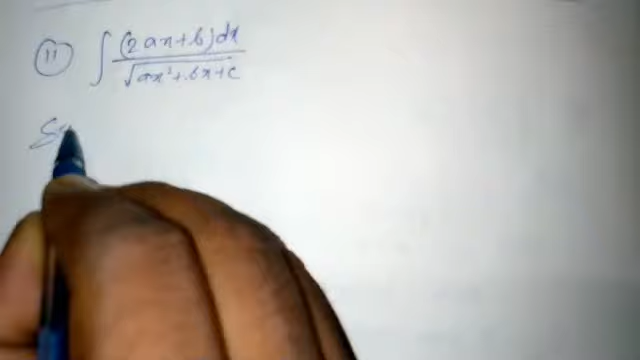 (11) ∫ (2ax+b)dx / √ax²+bx+c